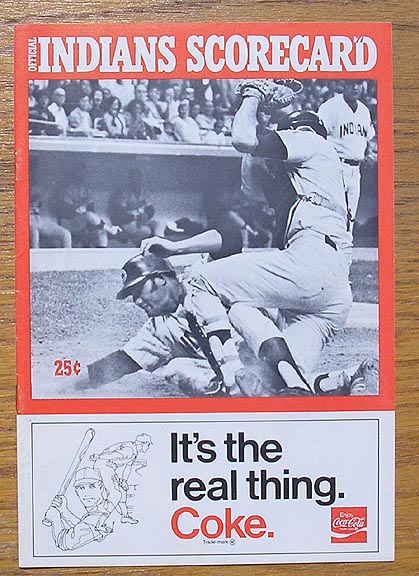 OFFICIAL INDIANS SCORECARD
INDIAN
25¢
It's the
real thing.
Coke.
Trade-mark ®
Enjoy
Coca-Cola